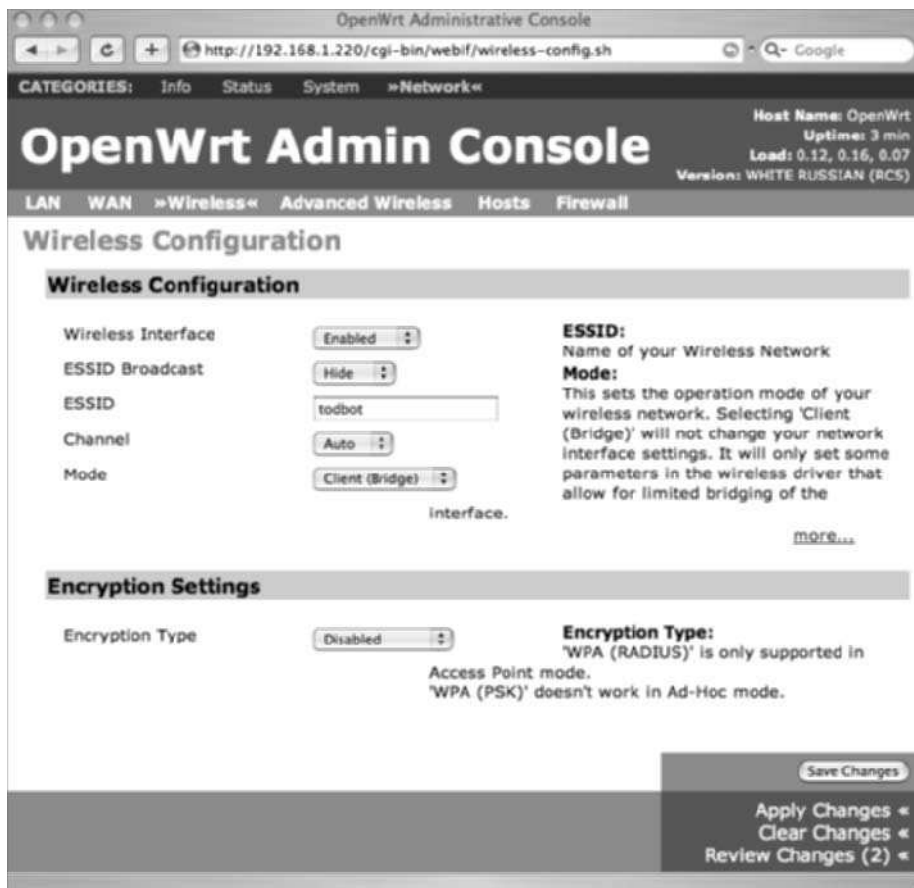 OpenWrt Administrative Console
http://192.168.1.220/cgi-bin/webif/wireless-config.sh
Google
CATEGORIES: Info Status System »Network«
OpenWrt Admin Console
Host Name: OpenWrt
Uptime: 3 min
Load: 0.12, 0.16, 0.07
Version: WHITE RUSSIAN (RC5)
LAN WAN »Wireless« Advanced Wireless Hosts Firewall
Wireless Configuration
Wireless Configuration
Wireless Interface Enabled
ESSID Broadcast Hide
ESSID todbot
Channel Auto
Mode Client (Bridge)
ESSID:
Name of your Wireless Network
Mode:
This sets the operation mode of your
wireless network. Selecting 'Client
(Bridge)' will not change your network
interface settings. It will only set some
parameters in the wireless driver that
allow for limited bridging of the
interface.
more...
Encryption Settings
Encryption Type Disabled
Encryption Type:
'WPA (RADIUS)' is only supported in
Access Point mode.
'WPA (PSK)' doesn't work in Ad-Hoc mode.
Save Changes
Apply Changes «
Clear Changes «
Review Changes (2) «